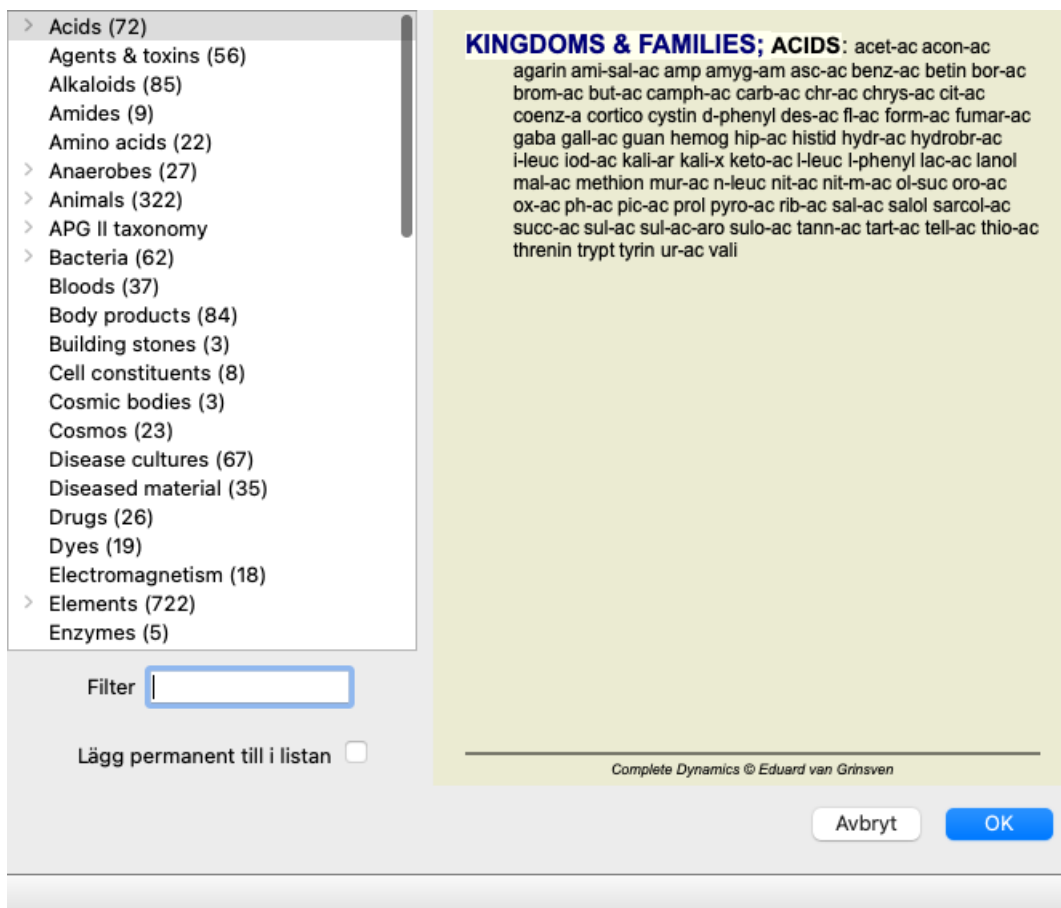 Acids (72)
Agents & toxins (56)
Alkaloids (85)
Amides (9)
Amino acids (22)
Anaerobes (27)
Animals (322)
APG II taxonomy
Bacteria (62)
Bloods (37)
Body products (84)
Building stones (3)
Cell constituents (8)
Cosmic bodies (3)
Cosmos (23)
Disease cultures (67)
Diseased material (35)
Drugs (26)
Dyes (19)
Electromagnetism (18)
Elements (722)
Enzymes (5)
Filter
Lägg permanent till i listan
KINGDOMS & FAMILIES; ACIDS: acet-ac acon-ac
agarin ami-sal-ac amp amyg-am asc-ac benz-ac betin bor-ac
brom-ac but-ac camph-ac carb-ac chr-ac chrys-ac cit-ac
coenz-a cortico cystin d-phenyl des-ac fl-ac form-ac fumar-ac
gaba gall-ac guan hemog hip-ac histid hydr-ac hydrobr-ac
i-leuc iod-ac kali-ar kali-x keto-ac l-leuc l-phenyl lac-ac lanol
mal-ac methion mur-ac n-leuc nit-ac nit-m-ac ol-suc oro-ac
ox-ac ph-ac pic-ac prol pyro-ac rib-ac sal-ac salol sarcol-ac
succ-ac sul-ac sul-ac-aro sulo-ac tann-ac tart-ac tell-ac thio-ac
threnin trypt tyrin ur-ac vali
Complete Dynamics © Eduard van Grinsven
Avbryt
OK